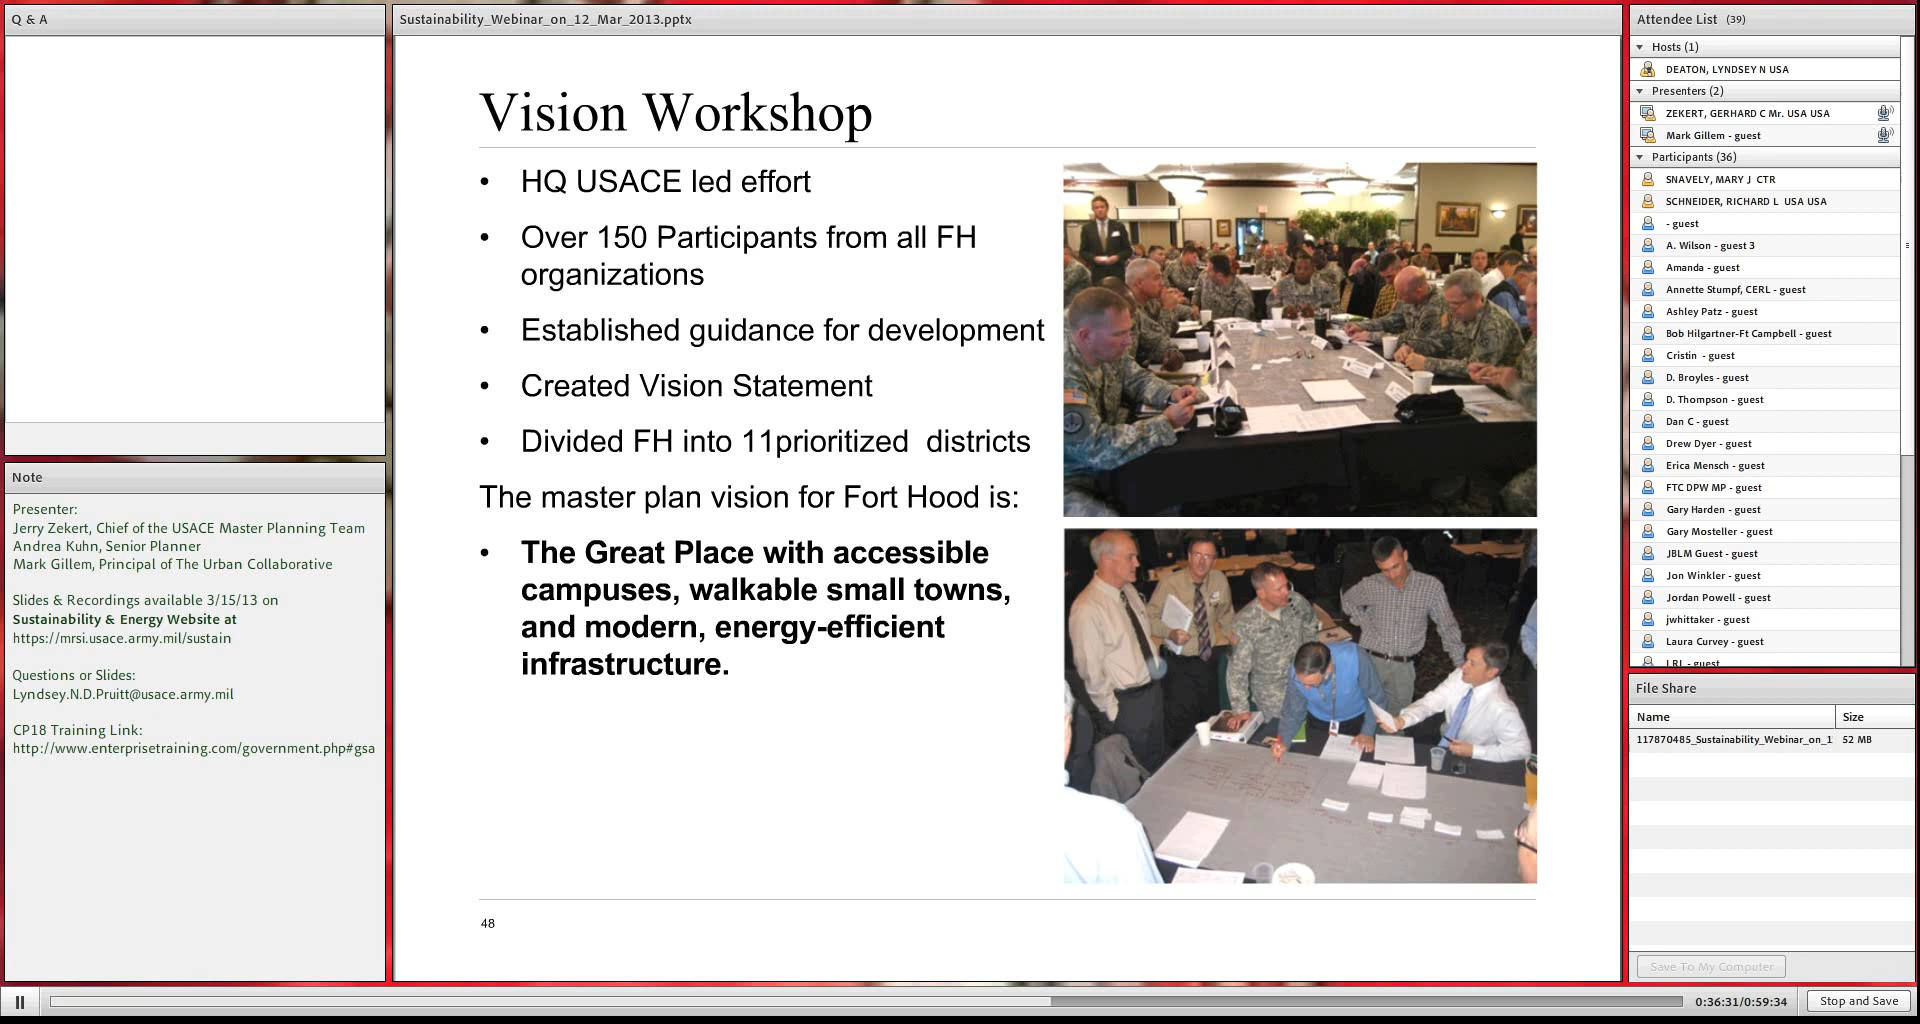 Q & A
Note
Presenter:
Jerry Zekert, Chief of the USACE Master Planning Team
Andrea Kuhn, Senior Planner
Mark Gillem, Principal of The Urban Collaborative
Slides & Recordings available 3/15/13 on
Sustainability & Energy Website at
https://mrsi.usace.army.mil/sustain
Questions or Slides:
Lyndsey.N.D.Pruitt@usace.army.mil
CP18 Training Link:
http://www.enterprisetraining.com/government.php#gsa
Sustainability_Webinar_on_12_Mar_2013.pptx
Vision Workshop
• HQ USACE led effort
• Over 150 Participants from all FH
organizations
• Established guidance for development
• Created Vision Statement
• Divided FH into 11prioritized  districts
The master plan vision for Fort Hood is:
• The Great Place with accessible
campuses, walkable small towns,
and modern, energy-efficient
infrastructure.
48
Attendee List (39)
Hosts (1)
DEATON, LYNDSEY N USA
Presenters (2)
ZEKERT, GERHARD C Mr. USA USA
Mark Gillem - guest
Participants (36)
SNAVELY, MARY J  CTR
SCHNEIDER, RICHARD L  USA USA
- guest
A. Wilson - guest 3
Amanda - guest
Annette Stumpf, CERL - guest
Ashley Patz - guest
Bob Hilgartner-Ft Campbell - guest
Cristin  - guest
D. Broyles - guest
D. Thompson - guest
Dan C - guest
Drew Dyer - guest
Erica Mensch - guest
FTC DPW MP - guest
Gary Harden - guest
Gary Mosteller - guest
JBLM Guest - guest
Jon Winkler - guest
Jordan Powell - guest
jwhittaker - guest
Laura Curvey - guest
LRL - guest
File Share
Name Size
117870485_Sustainability_Webinar_on_1 52 MB
Save To My Computer
0:36:31/0:59:34
Stop and Save